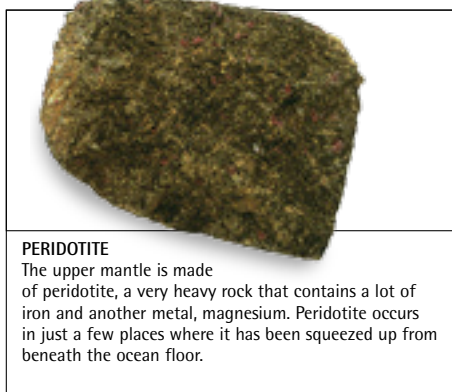 PERIDOTITE
The upper mantle is made
of peridotite, a very heavy rock that contains a lot of
iron and another metal, magnesium. Peridotite occurs
in just a few places where it has been squeezed up from
beneath the ocean floor.